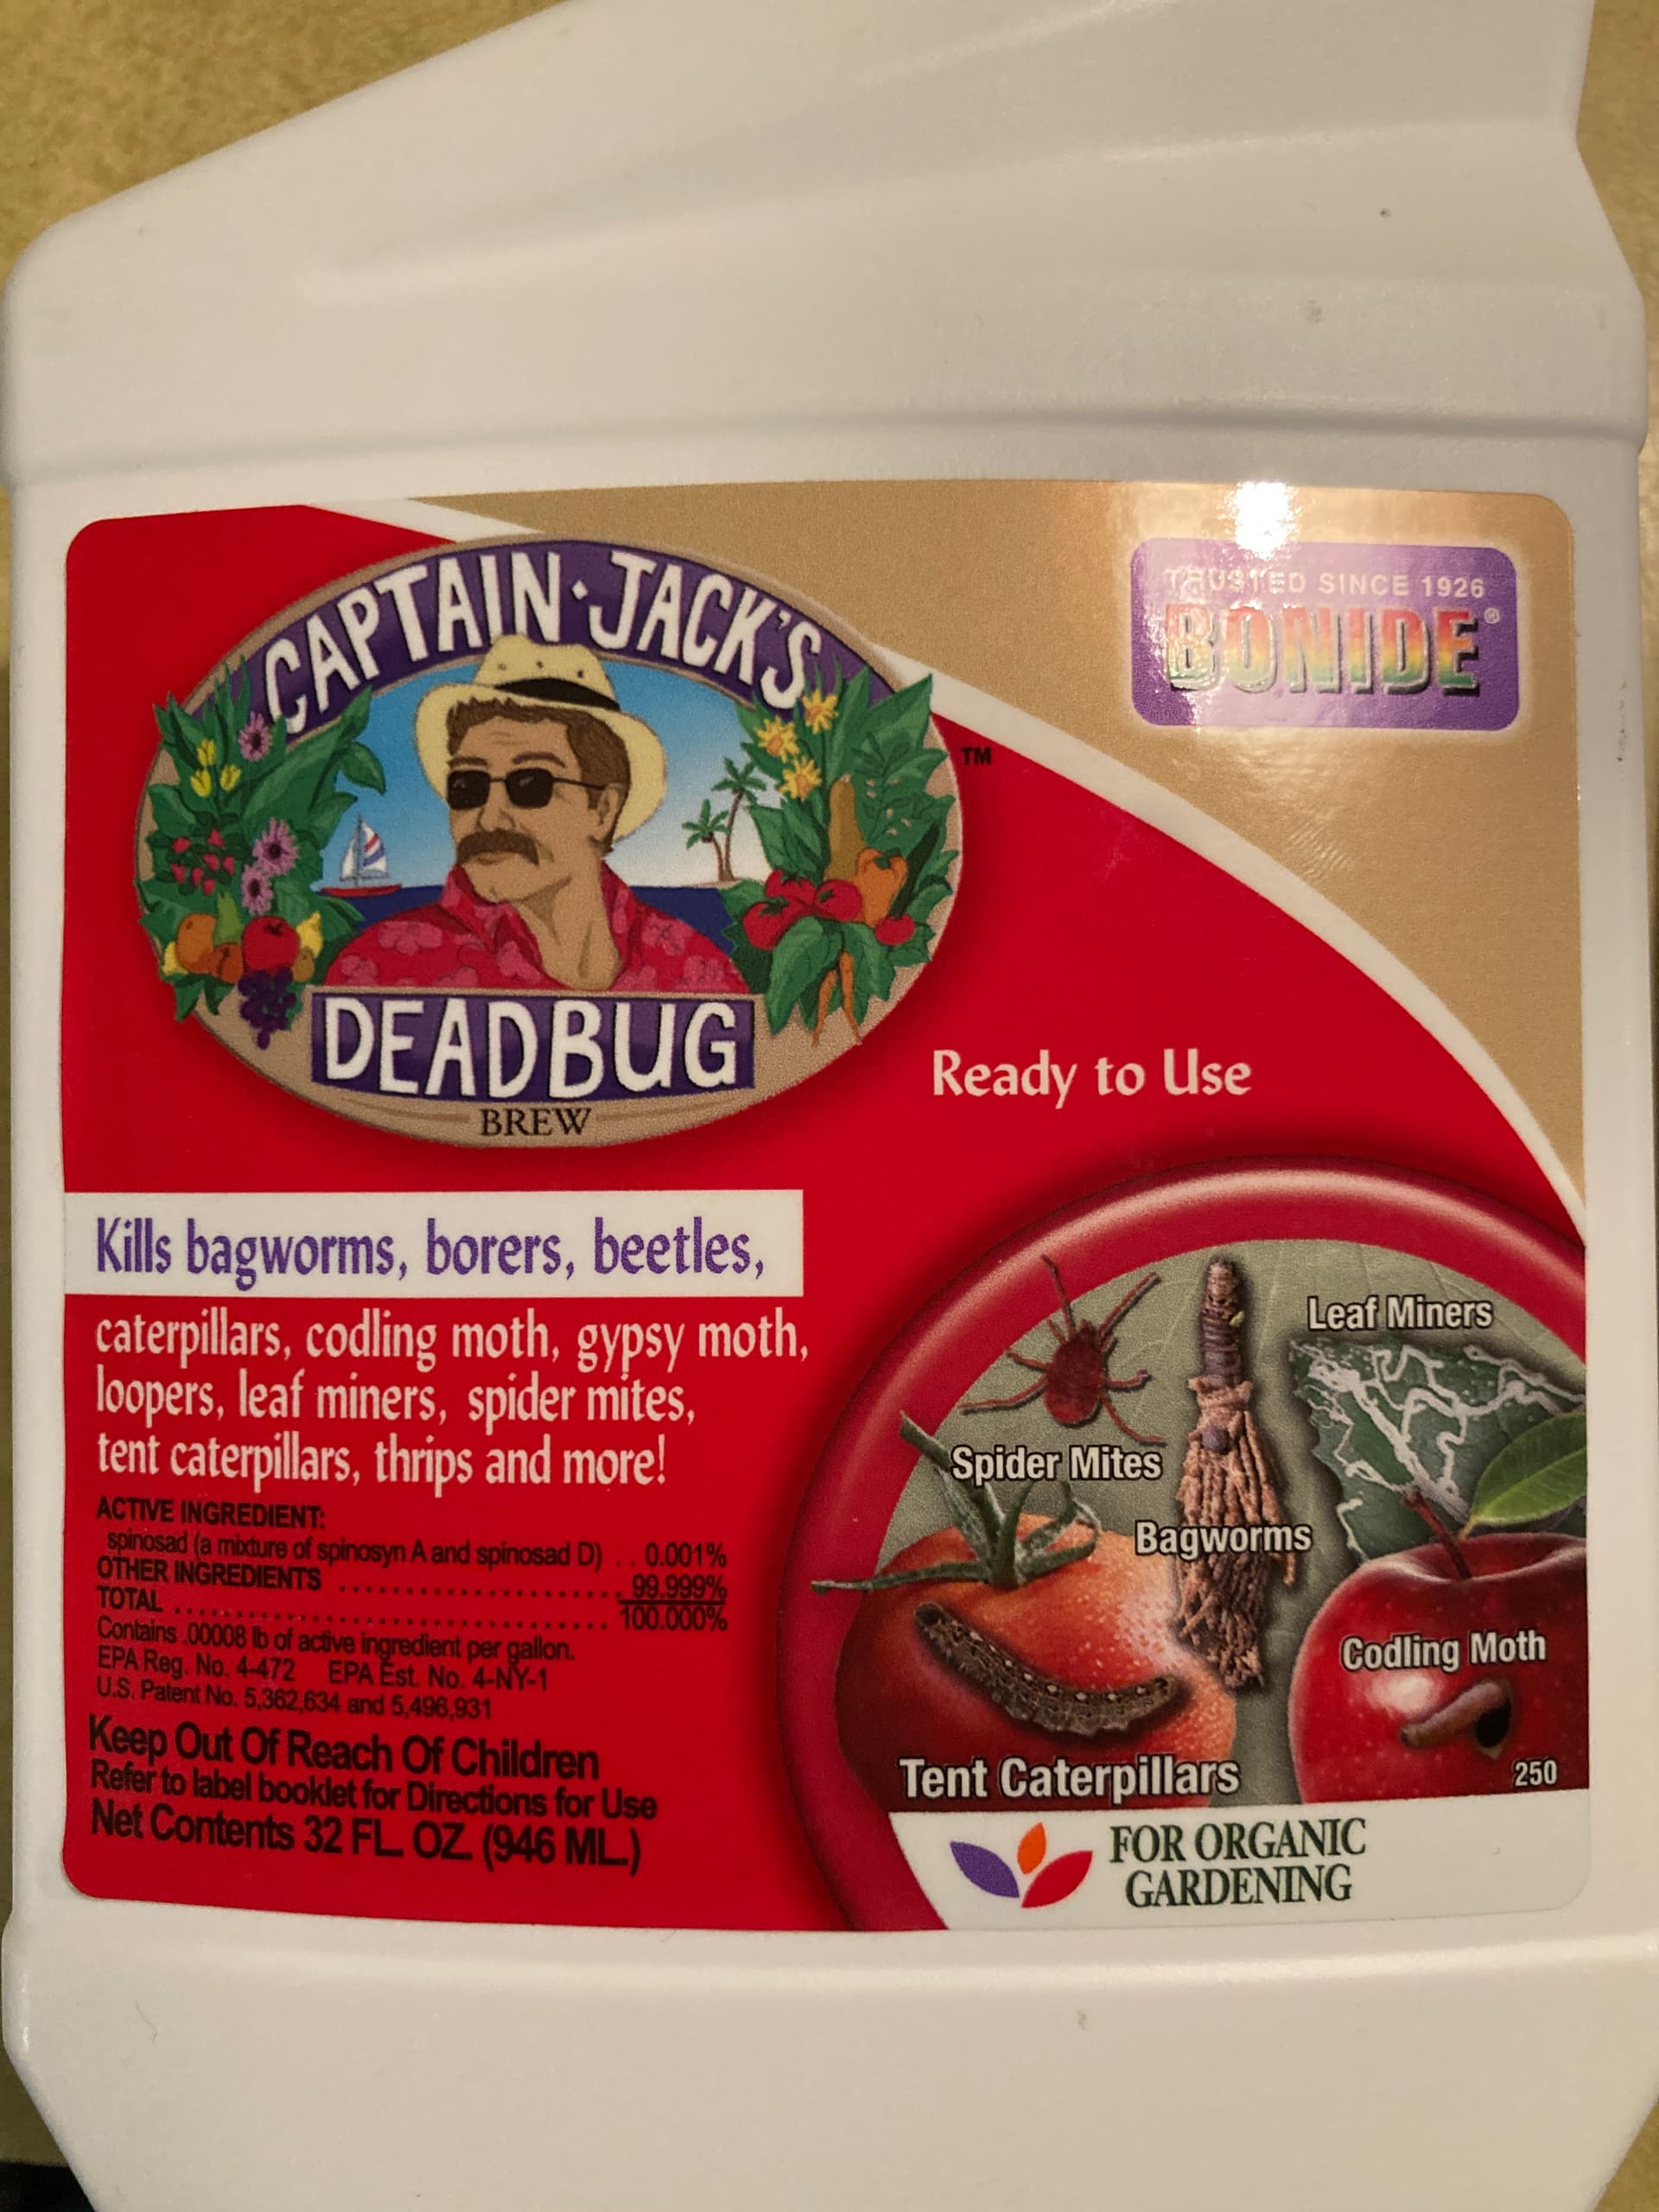 CAPTAIN·JACK'S
DEADBUG
BREW
TM
TRUSTED SINCE 1926
BONIDE®
Ready to Use
Kills bagworms, borers, beetles,
caterpillars, codling moth, gypsy moth,
loopers, leaf miners, spider mites,
tent caterpillars, thrips and more!
ACTIVE INGREDIENT:
spinosad (a mixture of spinosyn A and spinosad D) . . 0.001%
OTHER INGREDIENTS ........................ 99.999%
TOTAL .................................... 100.000%
Contains .00008 lb of active ingredient per gallon.
EPA Reg. No. 4-472 EPA Est. No. 4-NY-1
U.S. Patent No. 5,362,634 and 5,496,931
Keep Out Of Reach Of Children
Refer to label booklet for Directions for Use
Net Contents 32 FL. OZ. (946 ML.)
Leaf Miners
Spider Mites
Bagworms
Codling Moth
Tent Caterpillars
250
FOR ORGANIC
GARDENING